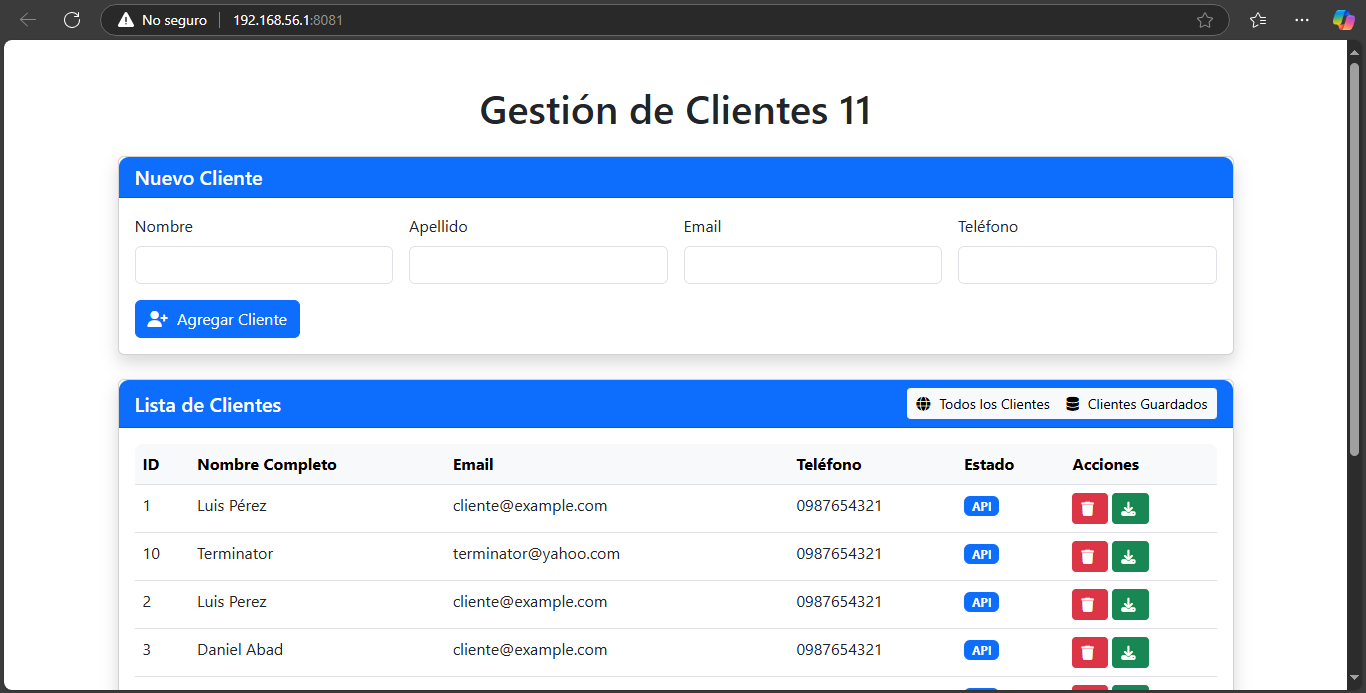 No seguro 192.168.56.1:8081
Gestión de Clientes 11
Nuevo Cliente
Nombre Apellido Email Teléfono
Agregar Cliente
Lista de Clientes Todos los Clientes Clientes Guardados
ID Nombre Completo Email Teléfono Estado Acciones
1 Luis Pérez cliente@example.com 0987654321 API
10 Terminator terminator@yahoo.com 0987654321 API
2 Luis Perez cliente@example.com 0987654321 API
3 Daniel Abad cliente@example.com 0987654321 API